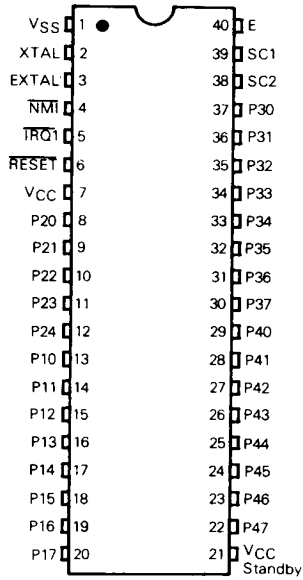 VSS 1 40 E
XTAL 2 39 SC1
EXTAL 3 38 SC2
NMI 4 37 P30
IRQ1 5 36 P31
RESET 6 35 P32
VCC 7 34 P33
P20 8 33 P34
P21 9 32 P35
P22 10 31 P36
P23 11 30 P37
P24 12 29 P40
P10 13 28 P41
P11 14 27 P42
P12 15 26 P43
P13 16 25 P44
P14 17 24 P45
P15 18 23 P46
P16 19 22 P47
P17 20 21 VCC
Standby